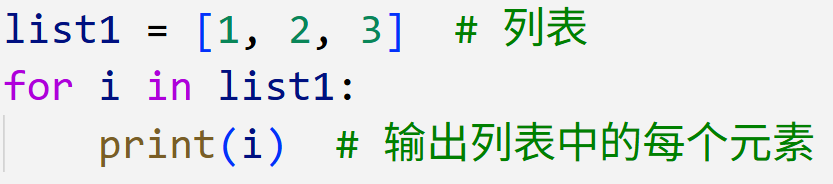 list1 = [1, 2, 3]  # 列表
for i in list1:
    print(i)  # 输出列表中的每个元素